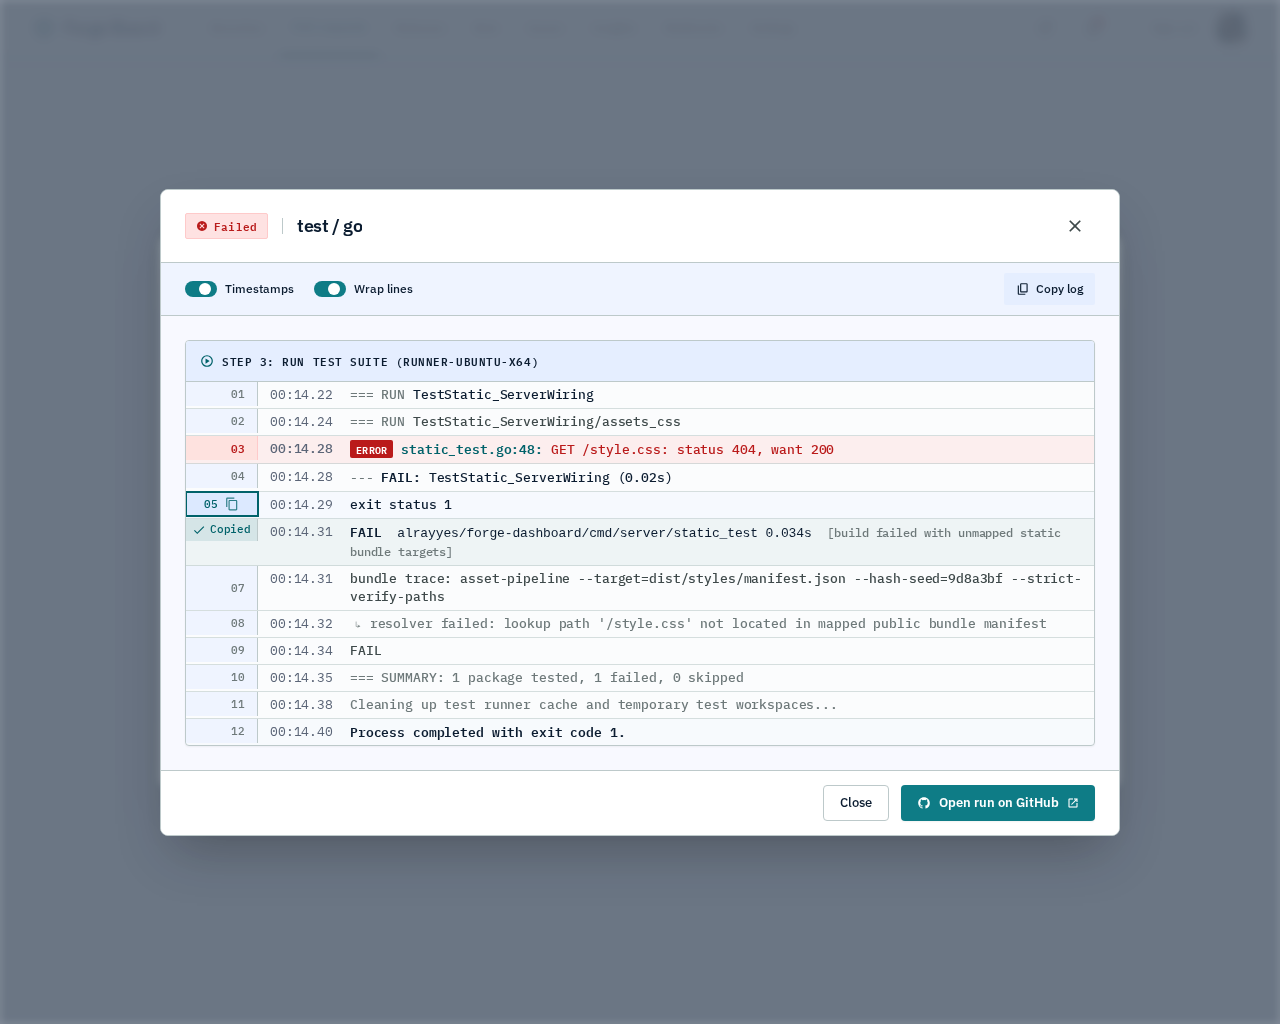 Failed test / go
Timestamps Wrap lines Copy log
STEP 3: RUN TEST SUITE (RUNNER-UBUNTU-X64)
01 00:14.22 === RUN TestStatic_ServerWiring
02 00:14.24 === RUN TestStatic_ServerWiring/assets_css
03 00:14.28 ERROR static_test.go:48: GET /style.css: status 404, want 200
04 00:14.28 --- FAIL: TestStatic_ServerWiring (0.02s)
05 00:14.29 exit status 1
Copied 00:14.31 FAIL alrayyes/forge-dashboard/cmd/server/static_test 0.034s [build failed with unmapped static
bundle targets]
07 00:14.31 bundle trace: asset-pipeline --target=dist/styles/manifest.json --hash-seed=9d8a3bf --strict-
verify-paths
08 00:14.32 ↳ resolver failed: lookup path '/style.css' not located in mapped public bundle manifest
09 00:14.34 FAIL
10 00:14.35 === SUMMARY: 1 package tested, 1 failed, 0 skipped
11 00:14.38 Cleaning up test runner cache and temporary test workspaces...
12 00:14.40 Process completed with exit code 1.
Close Open run on GitHub